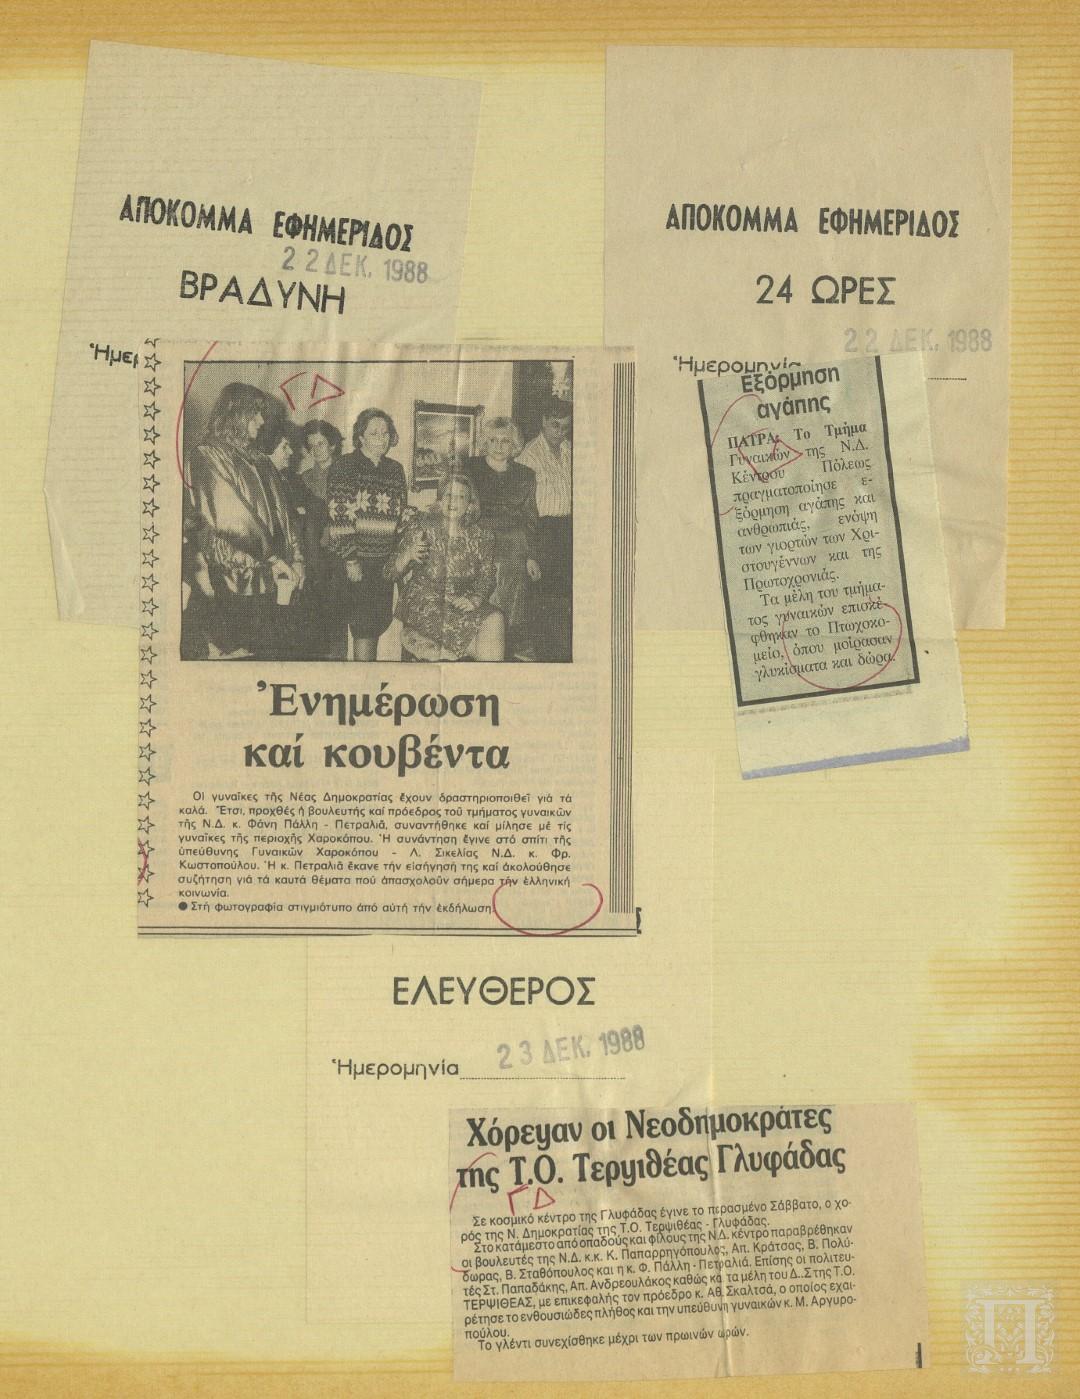 ΑΠΟΚΟΜΜΑ ΕΦΗΜΕΡΙΔΟΣ
22 ΔΕΚ. 1988
ΒΡΑΔΥΝΗ
Ἡμερ
ΓΔ
Ἐνημέρωση
καί κουβέντα
Οἱ γυναῖκες τῆς Νέας Δημοκρατίας ἔχουν δραστηριοποιηθεῖ γιά τά
καλά. Ἔτσι, προχθές ἡ βουλευτής καί πρόεδρος τοῦ τμήματος γυναικῶν
τῆς Ν.Δ. κ. Φάνη Πάλλη - Πετραλιᾶ, συναντήθηκε καί μίλησε μέ τίς
γυναῖκες τῆς περιοχῆς Χαροκόπου. Ἡ συνάντηση ἔγινε στό σπίτι τῆς
ὑπεύθυνης Γυναικῶν Χαροκόπου - Λ. Σικελίας Ν.Δ. κ. Φρ.
Κωστοπούλου. Ἡ κ. Πετραλιᾶ ἔκανε τήν εἰσήγησή της καί ἀκολούθησε
συζήτηση γιά τά καυτά θέματα πού ἀπασχολοῦν σήμερα τήν ἑλληνική
κοινωνία.
● Στή φωτογραφία στιγμιότυπο ἀπό αὐτή τήν ἐκδήλωση.
ΑΠΟΚΟΜΜΑ ΕΦΗΜΕΡΙΔΟΣ
24 ΩΡΕΣ
22 ΔΕΚ. 1988
Ἡμερομηνία
Εξόρμηση
αγάπης
ΠΑΤΡΑ. Το Τμήμα
Γυναικών της Ν.Δ.
Κέντρου Πόλεως
πραγματοποίησε ε-
ξόρμηση αγάπης και
ανθρωπιάς, ενόψη
των γιορτών των Χρι-
στουγέννων και της
Πρωτοχρονιάς.
Τα μέλη του τμήμα-
τος γυναικών επισκέ-
φθηκαν το Πτωχοκο-
μείο, όπου μοίρασαν
γλυκίσματα και δώρα.
ΕΛΕΥΘΕΡΟΣ
23 ΔΕΚ. 1988
Ἡμερομηνία
Χόρεψαν οι Νεοδημοκράτες
της Τ.Ο. Τερψιθέας Γλυφάδας
ΓΔ
Σε κοσμικό κέντρο της Γλυφάδας έγινε το περασμένο Σάββατο, ο χο-
ρός της Ν. Δημοκρατίας της Τ.Ο. Τερψιθέας - Γλυφάδας.
Στο κατάμεστο από οπαδούς και φίλους της Ν.Δ. κέντρο παραβρέθηκαν
οι βουλευτές της Ν.Δ. κ.κ. Κ. Παπαρρηγόπουλος, Απ. Κράτσας, Β. Πολύ-
δωρας, Β. Σταθόπουλος και η κ. Φ. Πάλλη - Πετραλιά. Επίσης οι πολιτευ-
τές Στ. Παπαδάκης, Απ. Ανδρεουλάκος καθώς κα τα μέλη του Δ..Σ της Τ.Ο.
ΤΕΡΨΙΘΕΑΣ, με επικεφαλής τον πρόεδρο κ. Αθ. Σκαλτσά, ο οποίος εχαι-
ρέτησε το ενθουσιώδες πλήθος και την υπεύθυνη γυναικών κ. Μ. Αργυρο-
πούλου.
Το γλέντι συνεχίσθηκε μέχρι των πρωινών ωρών.
Π